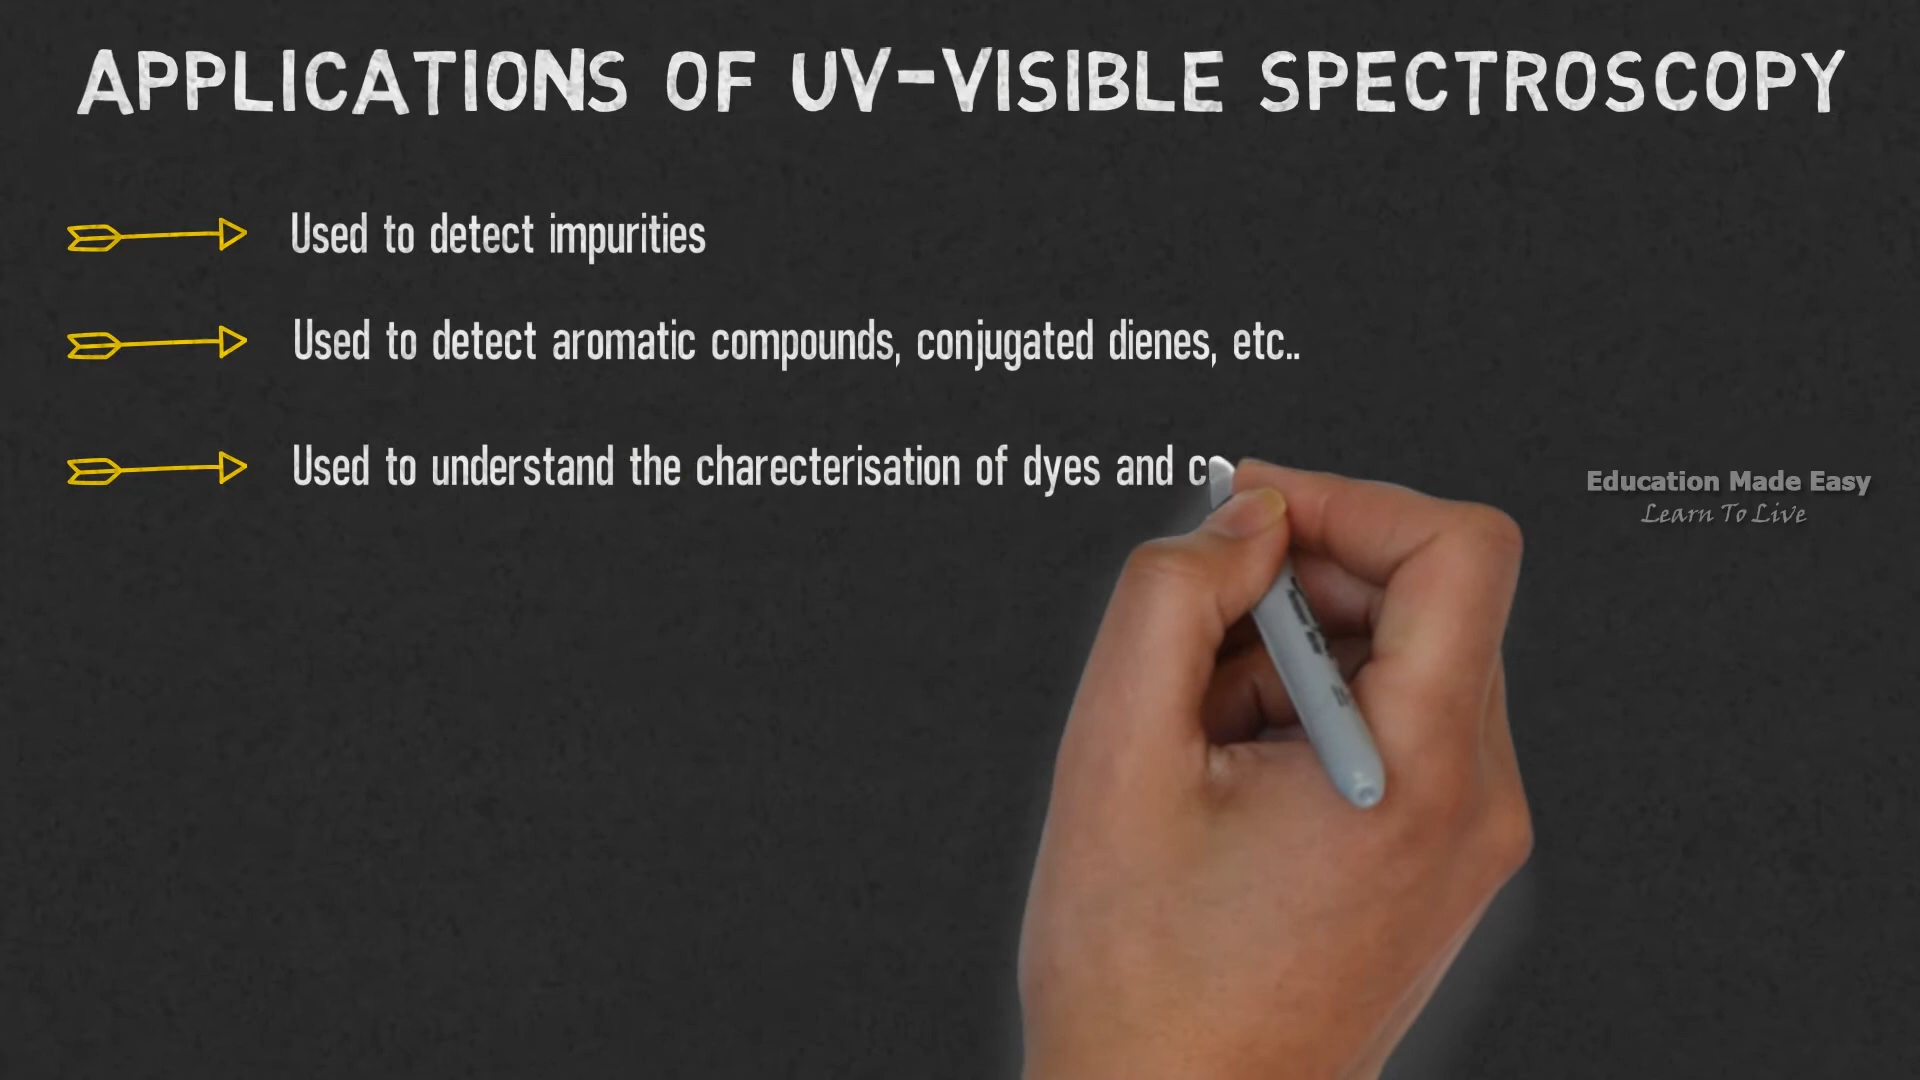 APPLICATIONS OF UV-VISIBLE SPECTROSCOPY
Used to detect impurities
Used to detect aromatic compounds, conjugated dienes, etc..
Used to understand the charecterisation of dyes and
Education Made Easy
Learn To Live